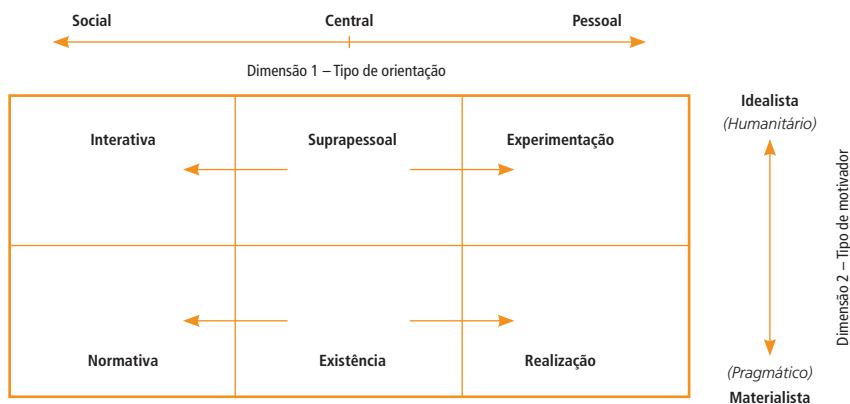 Social Central Pessoal
Dimensão 1 – Tipo de orientação
Idealista
(Humanitário)
Interativa Suprapessoal Experimentação
Dimensão 2 – Tipo de motivador
Normativa Existência Realização
(Pragmático)
Materialista